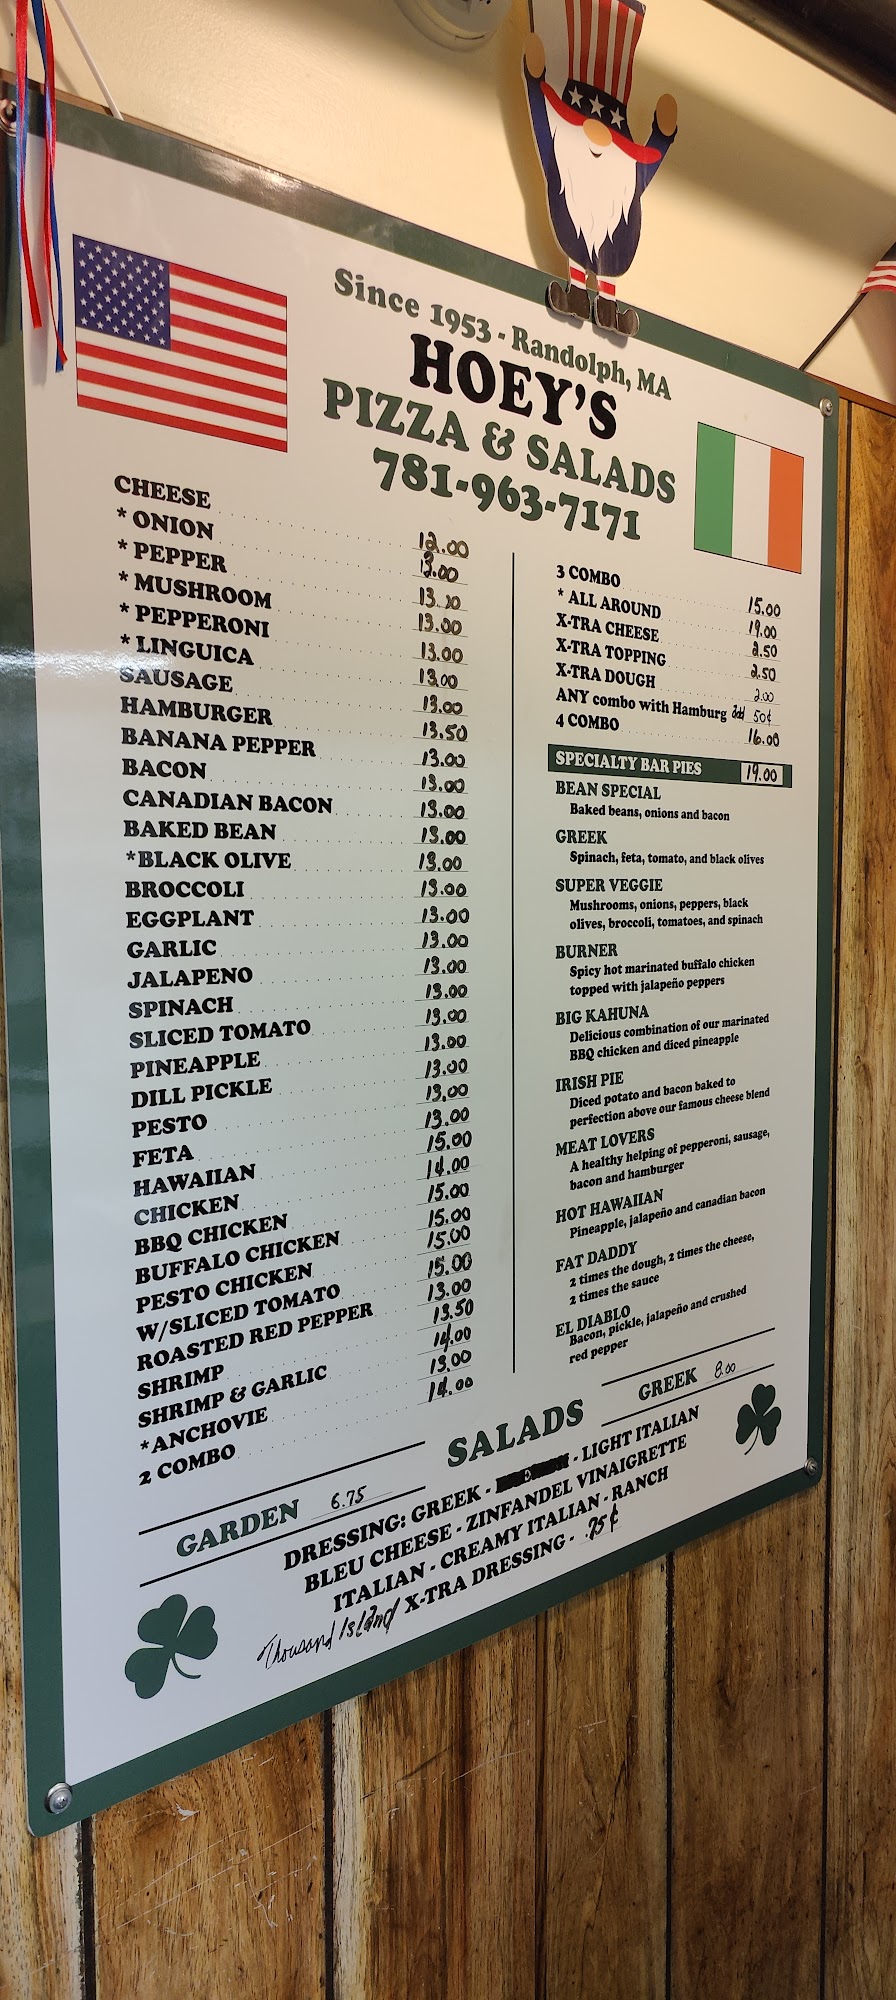 Since 1953 - Randolph, MA
HOEY'S
PIZZA & SALADS
781-963-7171
CHEESE 12.00
* ONION 13.00
* PEPPER 13.00
* MUSHROOM 13.00
* PEPPERONI 13.00
* LINGUICA 13.00
SAUSAGE 13.00
HAMBURGER 13.50
BANANA PEPPER 13.00
BACON 13.00
CANADIAN BACON 13.00
BAKED BEAN 13.00
*BLACK OLIVE 13.00
BROCCOLI 13.00
EGGPLANT 13.00
GARLIC 13.00
JALAPENO 13.00
SPINACH 13.00
SLICED TOMATO 13.00
PINEAPPLE 13.00
DILL PICKLE 13.00
PESTO 13.00
FETA 13.00
HAWAIIAN 15.00
CHICKEN 14.00
BBQ CHICKEN 15.00
BUFFALO CHICKEN 15.00
PESTO CHICKEN 15.00
W/SLICED TOMATO 15.00
ROASTED RED PEPPER 13.00
SHRIMP 13.50
SHRIMP & GARLIC 14.00
*ANCHOVIE 13.00
2 COMBO 14.00
3 COMBO 15.00
* ALL AROUND 19.00
X-TRA CHEESE 2.50
X-TRA TOPPING 2.50
X-TRA DOUGH 2.00
ANY combo with Hamburg add 50¢
4 COMBO 16.00
SPECIALTY BAR PIES 19.00
BEAN SPECIAL
Baked beans, onions and bacon
GREEK
Spinach, feta, tomato, and black olives
SUPER VEGGIE
Mushrooms, onions, peppers, black
olives, broccoli, tomatoes, and spinach
BURNER
Spicy hot marinated buffalo chicken
topped with jalapeño peppers
BIG KAHUNA
Delicious combination of our marinated
BBQ chicken and diced pineapple
IRISH PIE
Diced potato and bacon baked to
perfection above our famous cheese blend
MEAT LOVERS
A healthy helping of pepperoni, sausage,
bacon and hamburger
HOT HAWAIIAN
Pineapple, jalapeño and canadian bacon
FAT DADDY
2 times the dough, 2 times the cheese,
2 times the sauce
EL DIABLO
Bacon, pickle, jalapeño and crushed
red pepper
SALADS
GARDEN 6.75
GREEK 8.00
DRESSING: GREEK - - LIGHT ITALIAN
BLEU CHEESE - ZINFANDEL VINAIGRETTE
ITALIAN - CREAMY ITALIAN - RANCH
Thousand Island X-TRA DRESSING - .75¢